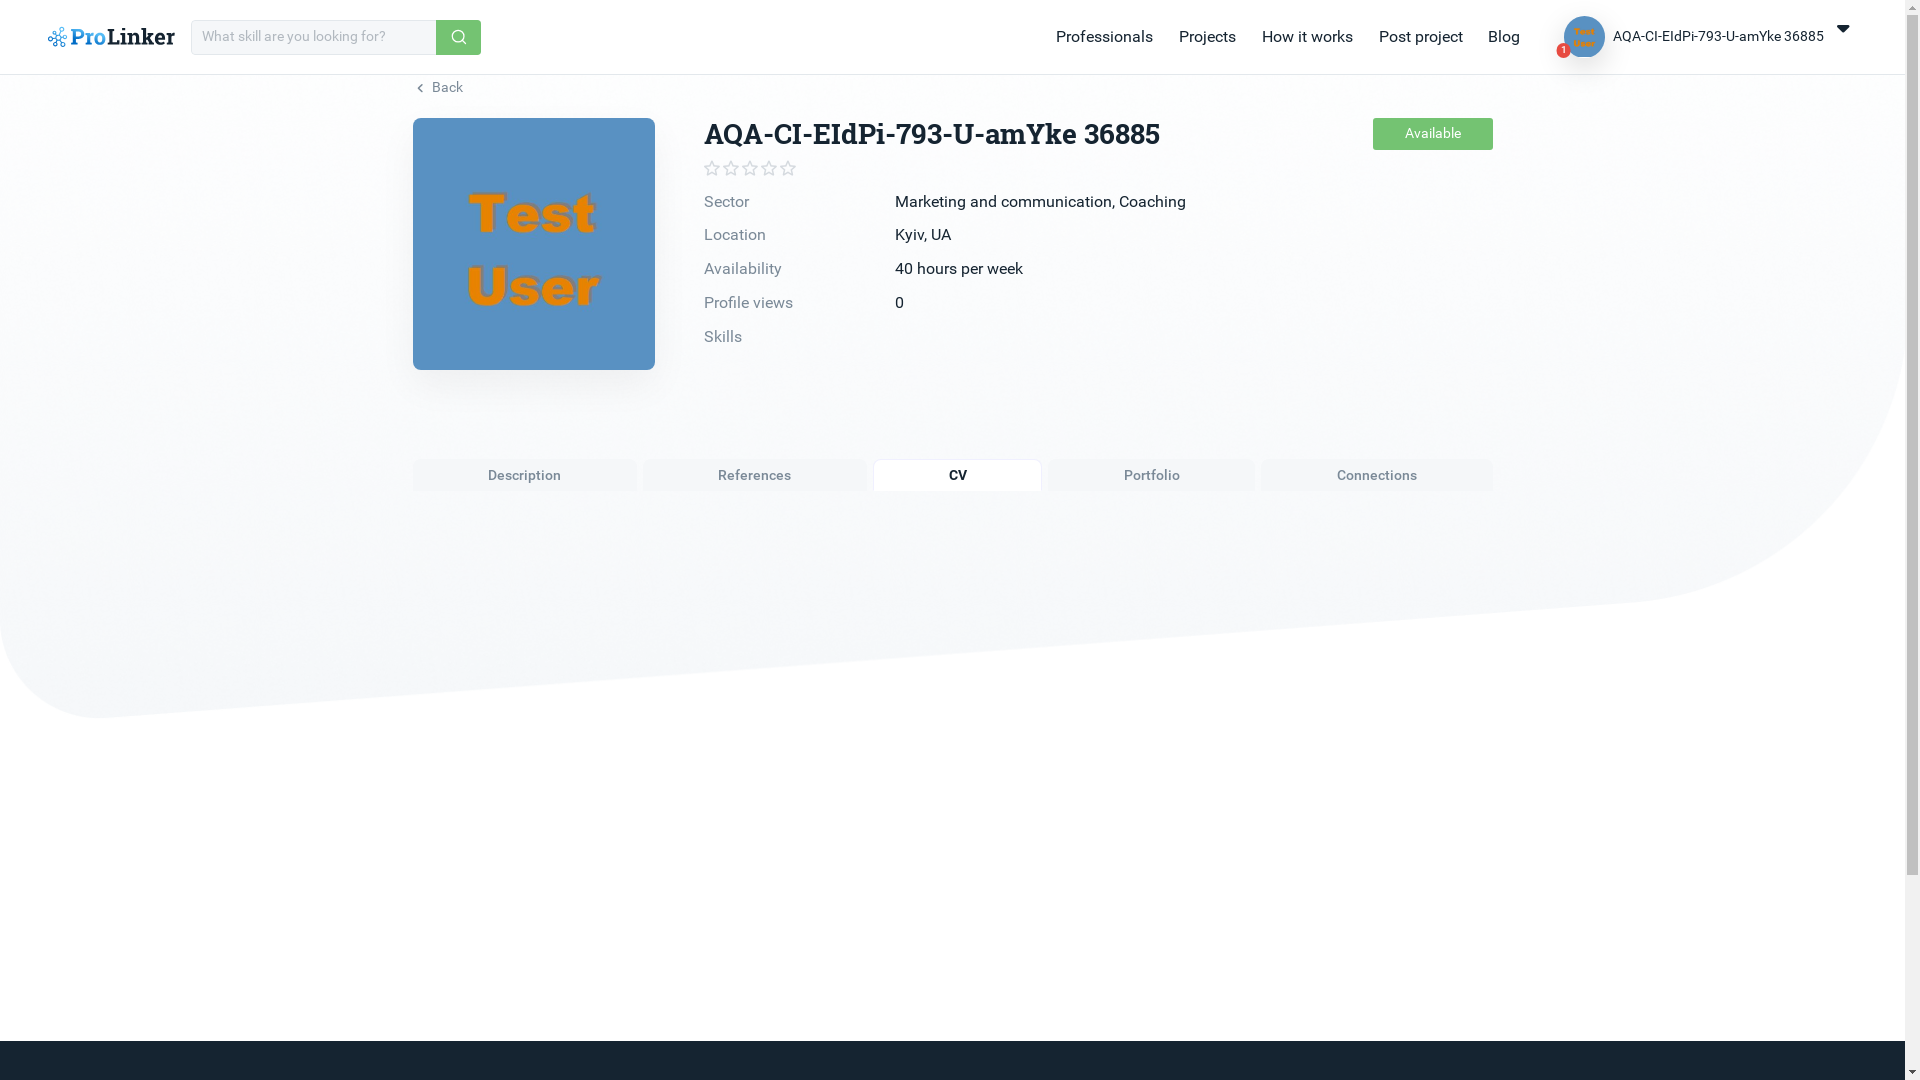 ProLinker
What skill are you looking for?
Professionals
Projects
How it works
Post project
Blog
1
AQA-CI-EIdPi-793-U-amYke 36885
Back
Test
User
AQA-CI-EIdPi-793-U-amYke 36885
Available
Sector Marketing and communication, Coaching
Location Kyiv, UA
Availability 40 hours per week
Profile views 0
Skills
Description
References
CV
Portfolio
Connections